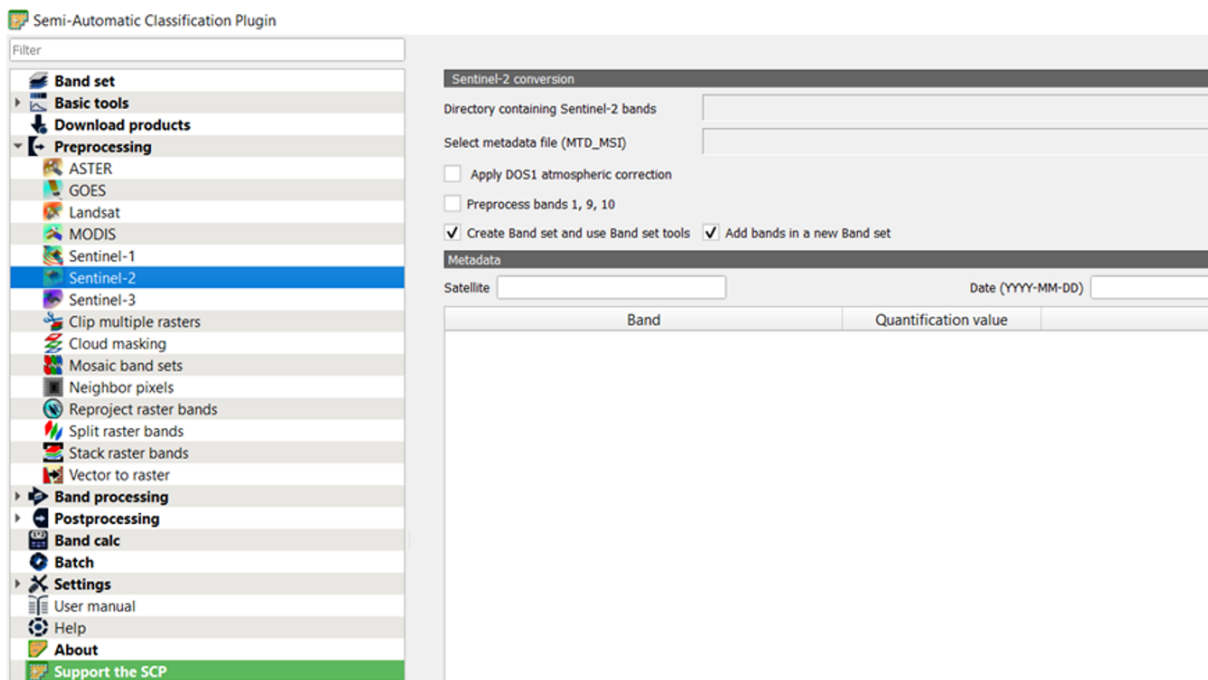 Semi-Automatic Classification Plugin
Filter
Band set
Basic tools
Download products
Preprocessing
ASTER
GOES
Landsat
MODIS
Sentinel-1
Sentinel-2
Sentinel-3
Clip multiple rasters
Cloud masking
Mosaic band sets
Neighbor pixels
Reproject raster bands
Split raster bands
Stack raster bands
Vector to raster
Band processing
Postprocessing
Band calc
Batch
Settings
User manual
Help
About
Support the SCP
Sentinel-2 conversion
Directory containing Sentinel-2 bands
Select metadata file (MTD_MSI)
Apply DOS1 atmospheric correction
Preprocess bands 1, 9, 10
Create Band set and use Band set tools Add bands in a new Band set
Metadata
Satellite Date (YYYY-MM-DD)
Band Quantification value